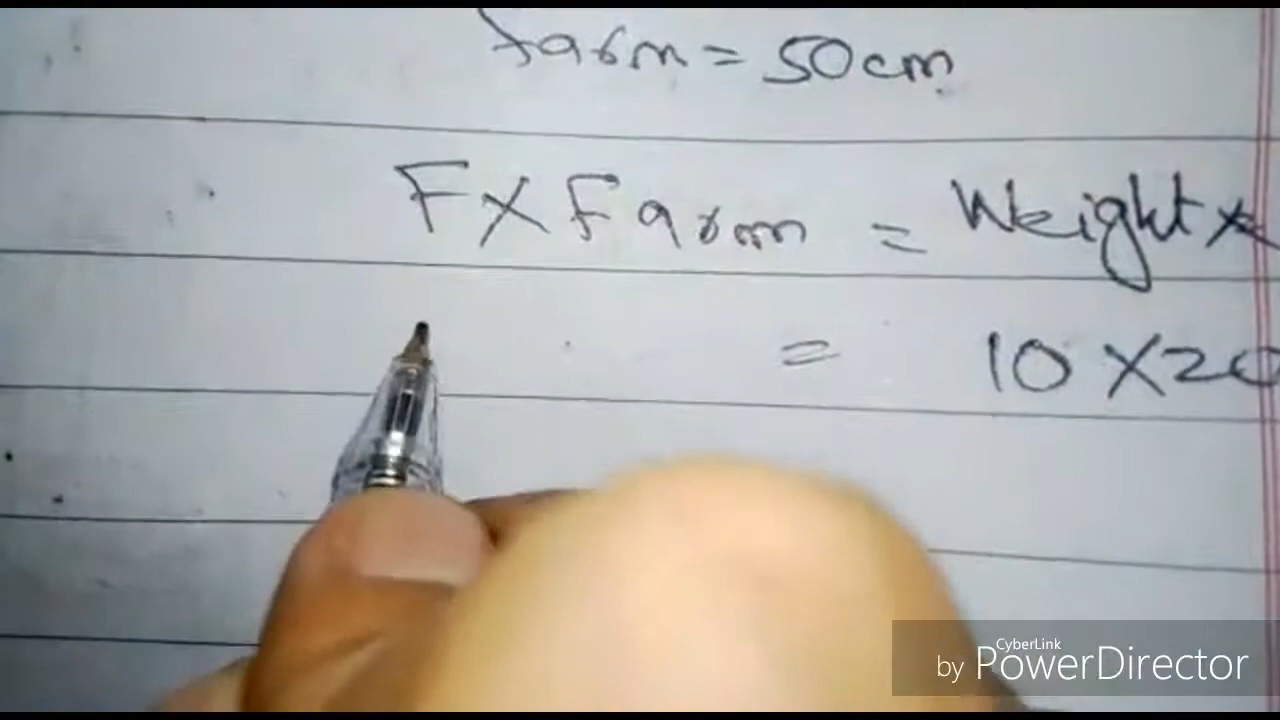 Farm = 50cm
F X Farm = Weight x
= 10 X 20
CyberLink
by PowerDirector